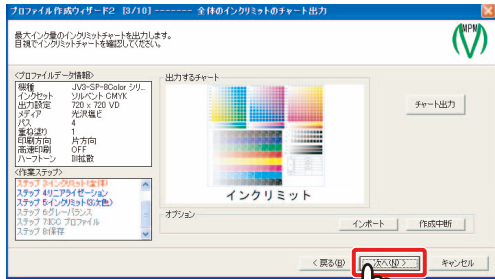 プロファイル作成ウィザード2 [3/10] ------- 全体のインクリミットのチャート出力
最大インク量のインクリミットチャートを出力します。
目視でインクリミットチャートを確認してください。
MPM
<プロファイルデータ情報>
機種 JV3-SP-8Color シリ...
インクセット ソルベント CMYK
出力設定 720 x 720 VD
メディア 光沢塩ビ
パス 4
重ね塗り 1
印刷方向 片方向
高速印刷 OFF
ハーフトーン 誤差拡散
<作業ステップ>
ステップ 3:インクリミット(全体)
ステップ 4:リニアライゼーション
ステップ 5:インクリミット(2次色)
ステップ 6:グレーバランス
ステップ 7:ICC プロファイル
ステップ 8:保存
出力するチャート
インクリミット
チャート出力
オプション
インポート
作成中断
< 戻る(B)
次へ(N) >
キャンセル